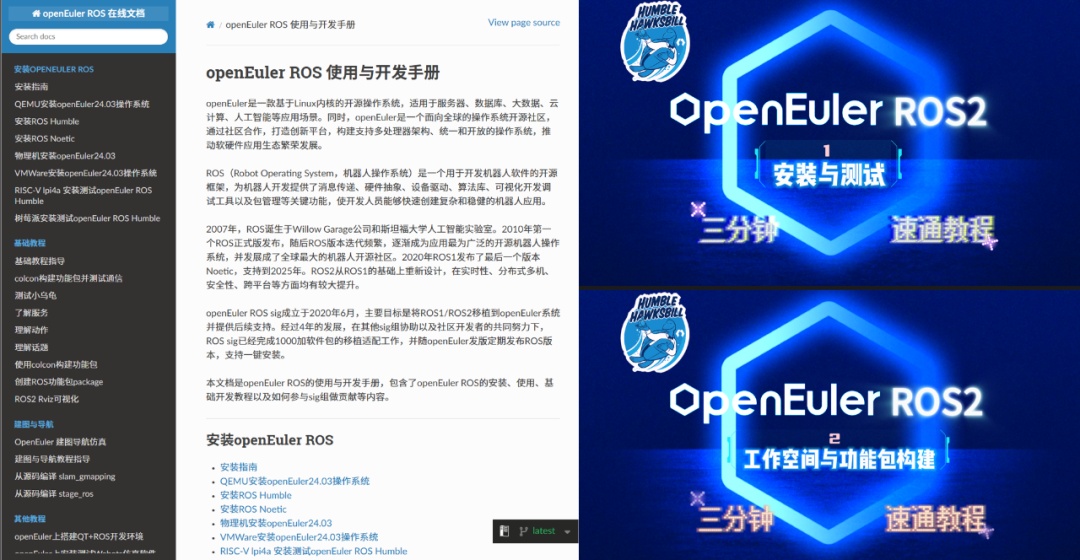 openEuler ROS 在线文档
Search docs
安装OPENEULER ROS
安装指南
QEMU安装openEuler24.03操作系统
安装ROS Humble
安装ROS Noetic
物理机安装openEuler24.03
VMWare安装openEuler24.03操作系统
RISC-V lpi4a 安装测试openEuler ROS
Humble
树莓派安装测试openEuler ROS Humble
基础教程
基础教程指导
colcon构建功能包并测试通信
测试小乌龟
了解服务
理解动作
理解话题
使用colcon构建功能包
创建ROS功能包package
ROS2 Rviz可视化
建图与导航
OpenEuler 建图导航仿真
建图与导航教程指导
从源码编译 slam_gmapping
从源码编译 stage_ros
其他教程
openEuler上搭建QT+ROS开发环境
openEuler上安装测试Webots仿真软件
/ openEuler ROS 使用与开发手册
View page source
openEuler ROS 使用与开发手册
openEuler是一款基于Linux内核的开源操作系统，适用于服务器、数据库、大数据、云
计算、人工智能等应用场景。同时，openEuler是一个面向全球的操作系统开源社区，
通过社区合作，打造创新平台，构建支持多处理器架构、统一和开放的操作系统，推
动软硬件应用生态繁荣发展。
ROS（Robot Operating System，机器人操作系统）是一个用于开发机器人软件的开源
框架，为机器人开发提供了消息传递、硬件抽象、设备驱动、算法库、可视化开发调
试工具以及包管理等关键功能，使开发人员能够快速创建复杂和稳健的机器人应用。
2007年，ROS诞生于Willow Garage公司和斯坦福大学人工智能实验室。2010年第一
个ROS正式版发布，随后ROS版本迭代频繁，逐渐成为应用最为广泛的开源机器人操作
系统，并发展成了全球最大的机器人开源社区。2020年ROS1发布了最后一个版本
Noetic，支持到2025年。ROS2从ROS1的基础上重新设计，在实时性、分布式多机、
安全性、跨平台等方面均有较大提升。
openEuler ROS sig成立于2020年6月，主要目标是将ROS1/ROS2移植到openEuler系统
并提供后续支持。经过4年的发展，在其他sig组协助以及社区开发者的共同努力下，
ROS sig已经完成1000加软件包的移植适配工作，并随openEuler发版定期发布ROS版
本，支持一键安装。
本文档是openEuler ROS的使用与开发手册，包含了openEuler ROS的安装、使用、基
础开发教程以及如何参与sig组做贡献等内容。
安装openEuler ROS
安装指南
QEMU安装openEuler24.03操作系统
安装ROS Humble
安装ROS Noetic
物理机安装openEuler24.03
VMWare安装openEuler24.03操作系统
RISC-V lpi4a 安装测试openEuler ROS Humble
latest
HUMBLE
HAWKSBILL
OpenEuler ROS2
1
安装与测试
三分钟 速通教程
HUMBLE
HAWKSBILL
OpenEuler ROS2
2
工作空间与功能包构建
三分钟 速通教程